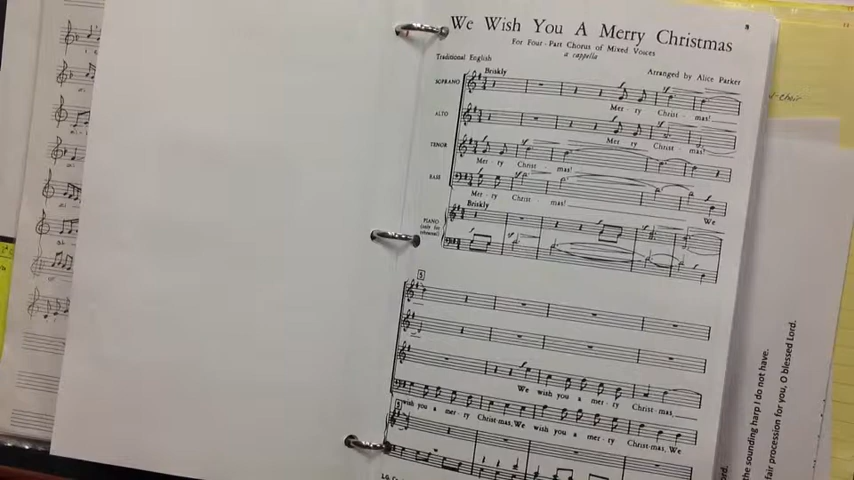 We Wish You A Merry Christmas
For Four-Part Chorus of Mixed Voices
a cappella
Traditional English
Arranged by Alice Parker
Briskly
SOPRANO
Mer - ry Christ - mas!
ALTO
Mer - ry Christ - mas!
TENOR
Mer - ry Christ - mas!
BASS
Mer - ry Christ - mas! We
Briskly
PIANO
(only for
rehearsal)
5
We wish you a mer - ry Christ-mas,
wish you a mer - ry Christ-mas, We wish you a mer - ry Christ-mas, We
5
the sounding harp I do not have.
fair procession for you, O blessed Lord.